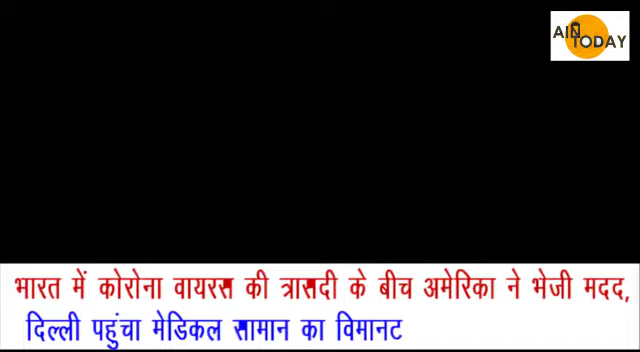 AIN
TODAY
भारत में कोरोना वायरस की त्रासदी के बीच अमेरिका ने भेजी मदद,
दिल्ली पहुंचा मेडिकल सामान का विमानट